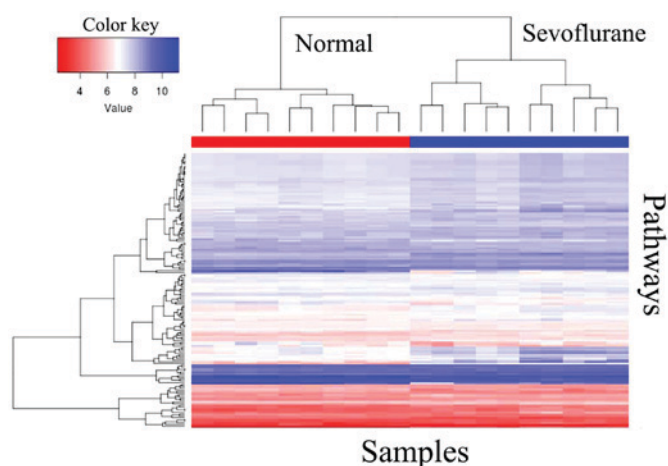 Color key
4 6 8 10
Value
Normal
Sevoflurane
Pathways
Samples